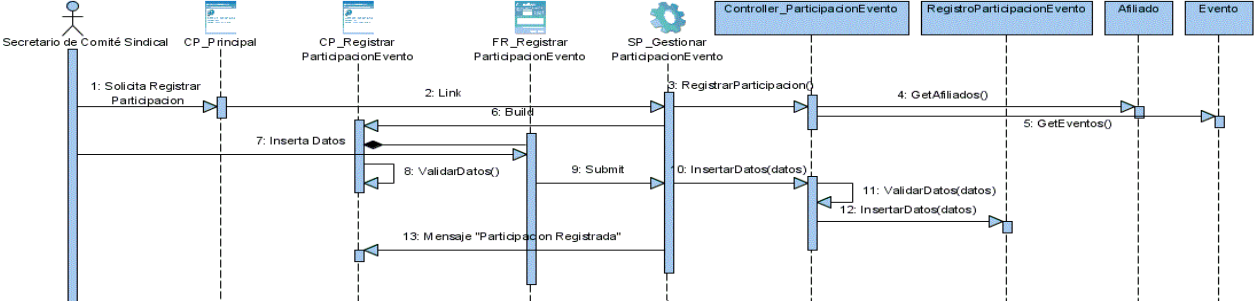 Secretario de Comité Sindical
CP_Principal
CP_Registrar
ParticipacionEvento
FR_Registrar
ParticipacionEvento
SP_Gestionar
ParticipacionEvento
Controller_ParticipacionEvento
RegistroParticipacionEvento
Afiliado
Evento
1: Solicita Registrar
Participacion
2: Link
3: RegistrarParticipacion()
4: GetAfiliados()
5: GetEventos()
6: Build
7: Inserta Datos
8: ValidarDatos()
9: Submit
10: InsertarDatos(datos)
11: ValidarDatos(datos)
12: InsertarDatos(datos)
13: Mensaje "Participacion Registrada"